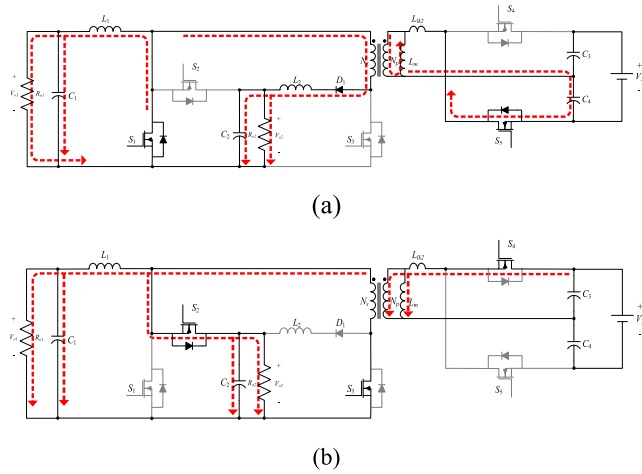 L1
S2
+
Vo1
-
Ro1
C1
S1
C2
Ro2
+
Vo2
-
L2
D1
S3
Ns
Np
Lm
Llk2
S4
C3
C4
S5
+
V
-
(a)
L1
S2
+
Vo1
-
Ro1
C1
S1
C2
Ro2
+
Vo2
-
L2
D1
S3
Ns
Np
Lm
Llk2
S4
C3
C4
S5
+
V
-
(b)